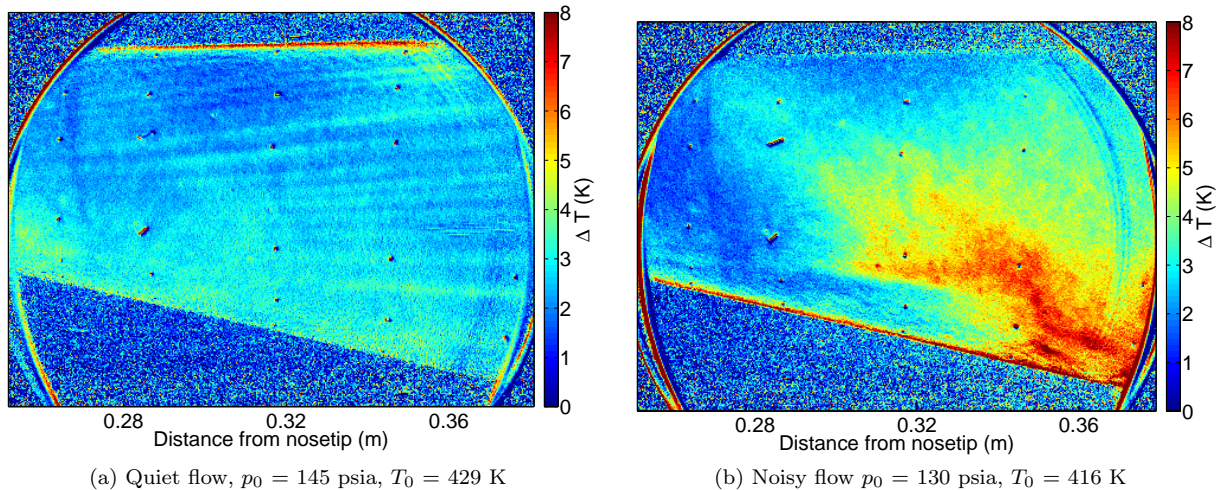 8
7
6
5
4
3
2
1
0
Δ T (K)
0.28 0.32 0.36
Distance from nosetip (m)
(a) Quiet flow, p0 = 145 psia, T0 = 429 K
8
7
6
5
4
3
2
1
0
Δ T (K)
0.28 0.32 0.36
Distance from nosetip (m)
(b) Noisy flow p0 = 130 psia, T0 = 416 K